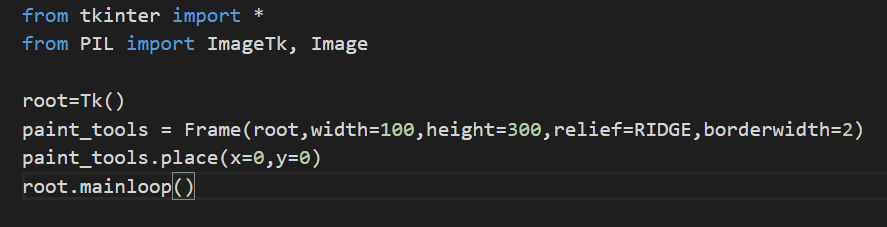 from tkinter import *
from PIL import ImageTk, Image
root=Tk()
paint_tools = Frame(root,width=100,height=300,relief=RIDGE,borderwidth=2)
paint_tools.place(x=0,y=0)
root.mainloop()